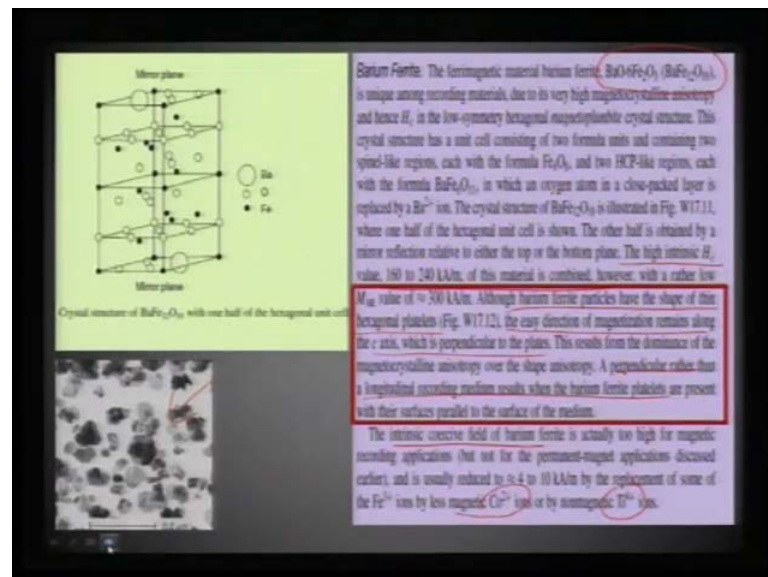 Mirror plane
Ba
O
Fe
Mirror plane
Crystal structure of BaFe₁₂O₁₉ with one half of the hexagonal unit cell
Barium Ferrite. The ferrimagnetic material barium ferrite, BaO·6Fe₂O₃ (BaFe₁₂O₁₉),
is unique among recording materials, due to its very high magnetocrystalline anisotropy
and hence Hc in the low-symmetry hexagonal magnetoplumbite crystal structure. This
crystal structure has a unit cell consisting of two formula units and containing two
spinel-like regions, each with the formula Fe₆O₈, and two HCP-like regions, each
with the formula BaFe₆O₁₁, in which an oxygen atom in a close-packed layer is
replaced by a Ba²⁺ ion. The crystal structure of BaFe₁₂O₁₉ is illustrated in Fig. W17.11,
where one half of the hexagonal unit cell is shown. The other half is obtained by a
mirror reflection relative to either the top or the bottom plane. The high intrinsic Hc
value, 160 to 240 kA/m, of this material is combined, however, with a rather low
value of ≈ 300 kA/m. Although barium ferrite particles have the shape of thin
hexagonal platelets (Fig. W17.12), the easy direction of magnetization remains along
the c axis, which is perpendicular to the plates. This results from the dominance of the
magnetocrystalline anisotropy over the shape anisotropy. A perpendicular rather than
a longitudinal recording medium results when the barium ferrite platelets are present
with their surfaces parallel to the surface of the medium.
The intrinsic coercive field of barium ferrite is actually too high for magnetic
recording applications (but not for the permanent-magnet applications discussed
earlier), and is usually reduced to ≈ 4 to 10 kA/m by the replacement of some of
the Fe³⁺ ions by less magnetic Co²⁺ ions or by nonmagnetic Ti⁴⁺ ions.